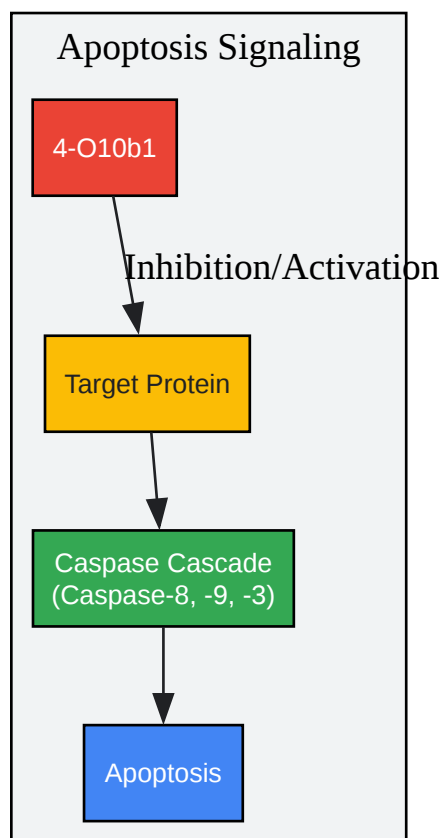 Apoptosis Signaling
4-O10b1
Inhibition/Activation
Target Protein
Caspase Cascade
(Caspase-8, -9, -3)
Apoptosis